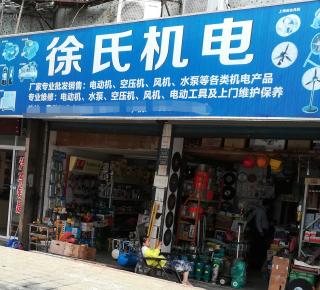 徐氏机电
厂家专业批发销售：电动机、空压机、风机、水泵等各类机电产品
专业维修：电动机、水泵、空压机、风机、电动工具及上门维护保养